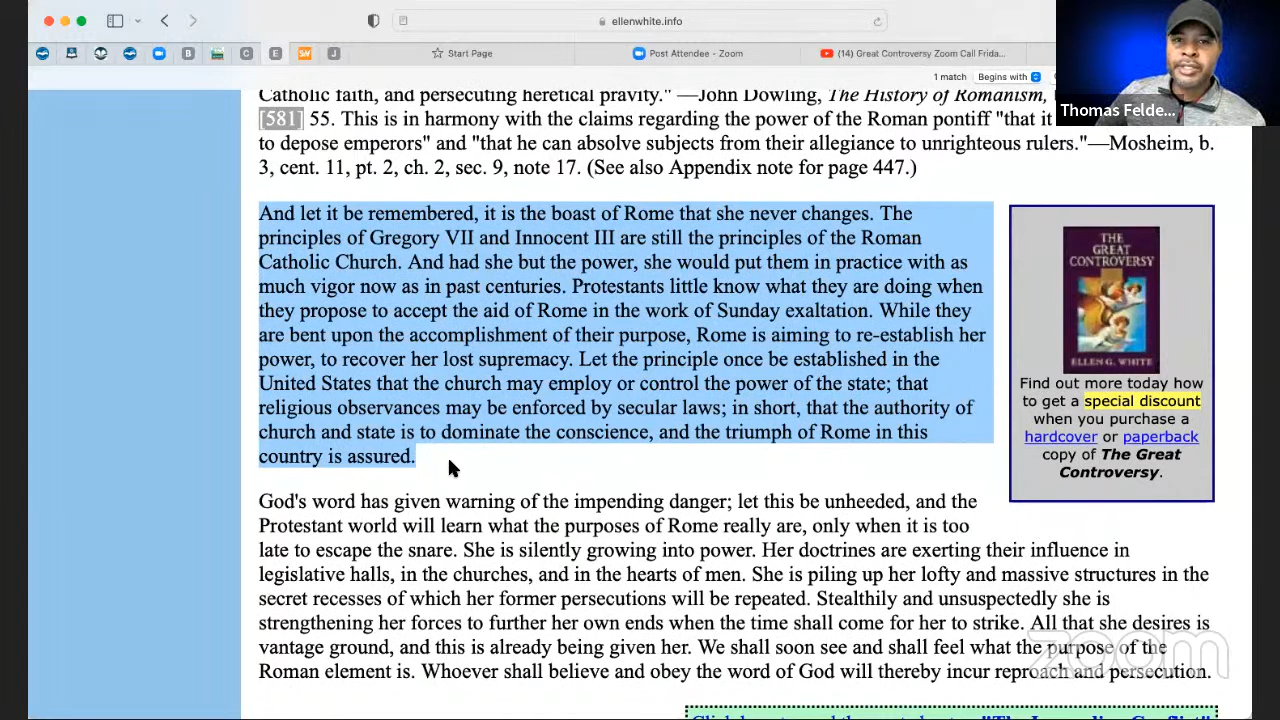 ellenwhite.info
B
C
E
SW
J
Start Page
Post Attendee - Zoom
(14) Great Controversy Zoom Call Frida...
1 match Begins with
Thomas Felde...
Catholic faith, and persecuting heretical pravity." —John Dowling, The History of Romanism,
[581] 55. This is in harmony with the claims regarding the power of the Roman pontiff "that it
to depose emperors" and "that he can absolve subjects from their allegiance to unrighteous rulers."—Mosheim, b.
3, cent. 11, pt. 2, ch. 2, sec. 9, note 17. (See also Appendix note for page 447.)
And let it be remembered, it is the boast of Rome that she never changes. The
principles of Gregory VII and Innocent III are still the principles of the Roman
Catholic Church. And had she but the power, she would put them in practice with as
much vigor now as in past centuries. Protestants little know what they are doing when
they propose to accept the aid of Rome in the work of Sunday exaltation. While they
are bent upon the accomplishment of their purpose, Rome is aiming to re-establish her
power, to recover her lost supremacy. Let the principle once be established in the
United States that the church may employ or control the power of the state; that
religious observances may be enforced by secular laws; in short, that the authority of
church and state is to dominate the conscience, and the triumph of Rome in this
country is assured.
THE
GREAT
CONTROVERSY
ELLEN G. WHITE
Find out more today how
to get a special discount
when you purchase a
hardcover or paperback
copy of The Great
Controversy.
God's word has given warning of the impending danger; let this be unheeded, and the
Protestant world will learn what the purposes of Rome really are, only when it is too
late to escape the snare. She is silently growing into power. Her doctrines are exerting their influence in
legislative halls, in the churches, and in the hearts of men. She is piling up her lofty and massive structures in the
secret recesses of which her former persecutions will be repeated. Stealthily and unsuspectedly she is
strengthening her forces to further her own ends when the time shall come for her to strike. All that she desires is
vantage ground, and this is already being given her. We shall soon see and shall feel what the purpose of the
Roman element is. Whoever shall believe and obey the word of God will thereby incur reproach and persecution.
zoom